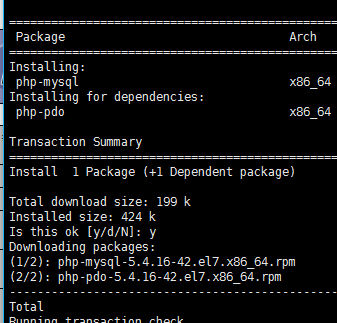 ================================================
Package Arch
================================================
Installing:
php-mysql x86_64
Installing for dependencies:
php-pdo x86_64
Transaction Summary
================================================
Install 1 Package (+1 Dependent package)
Total download size: 199 k
Installed size: 424 k
Is this ok [y/d/N]: y
Downloading packages:
(1/2): php-mysql-5.4.16-42.el7.x86_64.rpm
(2/2): php-pdo-5.4.16-42.el7.x86_64.rpm
------------------------------------------------
Total
Running transaction check